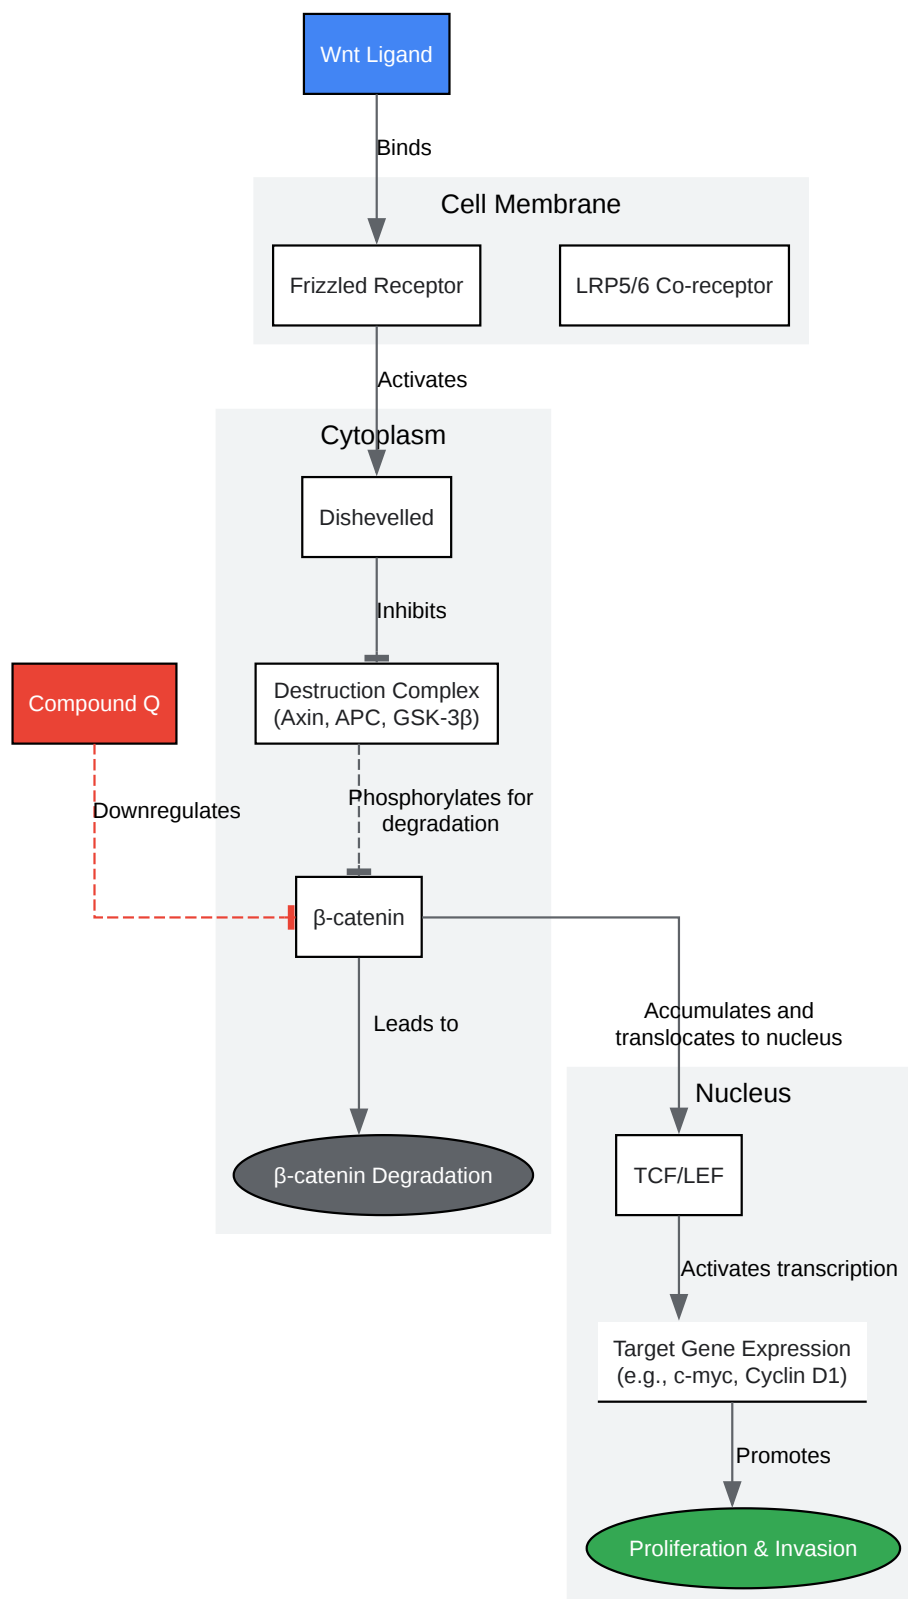 Wnt Ligand
Binds
Cell Membrane
Frizzled Receptor
LRP5/6 Co-receptor
Activates
Cytoplasm
Dishevelled
Inhibits
Compound Q
Destruction Complex
(Axin, APC, GSK-3β)
Downregulates
Phosphorylates for
degradation
β-catenin
Leads to
Accumulates and
translocates to nucleus
Nucleus
β-catenin Degradation
TCF/LEF
Activates transcription
Target Gene Expression
(e.g., c-myc, Cyclin D1)
Promotes
Proliferation & Invasion